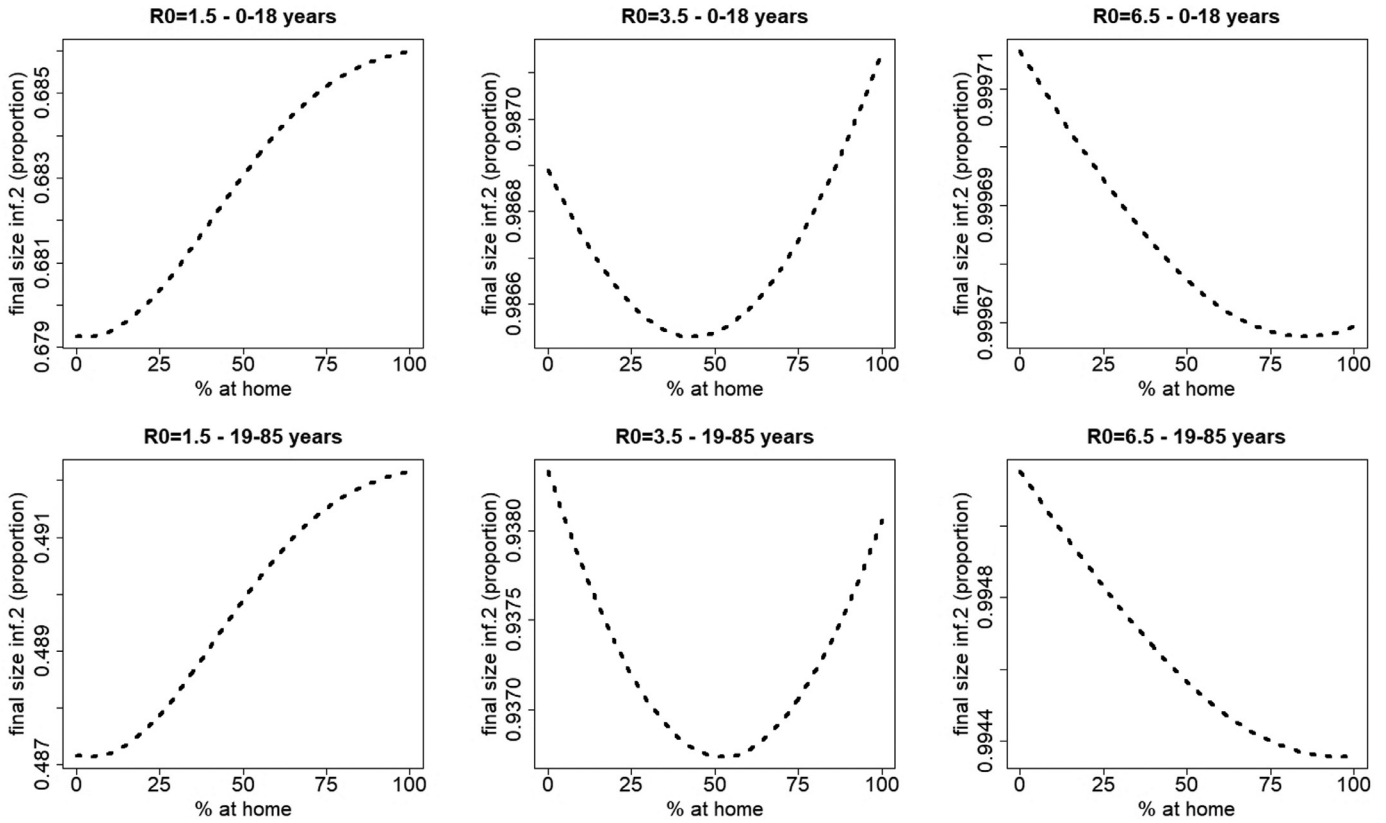 R0=1.5 - 0-18 years
final size inf.2 (proportion)
0.679 0.681 0.683 0.685
0 25 50 75 100
% at home
R0=3.5 - 0-18 years
final size inf.2 (proportion)
0.9866 0.9868 0.9870
0 25 50 75 100
% at home
R0=6.5 - 0-18 years
final size inf.2 (proportion)
0.99967 0.99969 0.99971
0 25 50 75 100
% at home
R0=1.5 - 19-85 years
final size inf.2 (proportion)
0.487 0.489 0.491
0 25 50 75 100
% at home
R0=3.5 - 19-85 years
final size inf.2 (proportion)
0.9370 0.9375 0.9380
0 25 50 75 100
% at home
R0=6.5 - 19-85 years
final size inf.2 (proportion)
0.9944 0.9948
0 25 50 75 100
% at home